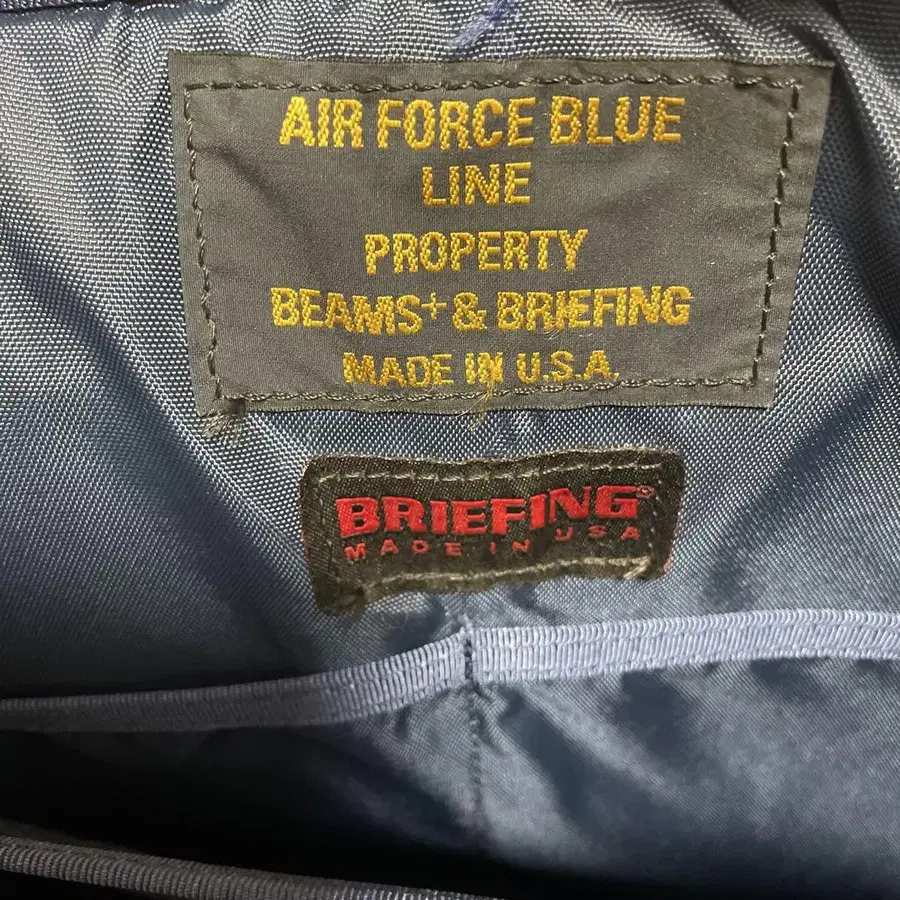 AIR FORCE BLUE
LINE
PROPERTY
BEAMS+ & BRIEFING
MADE IN U.S.A.
BRIEFING®
MADE IN USA